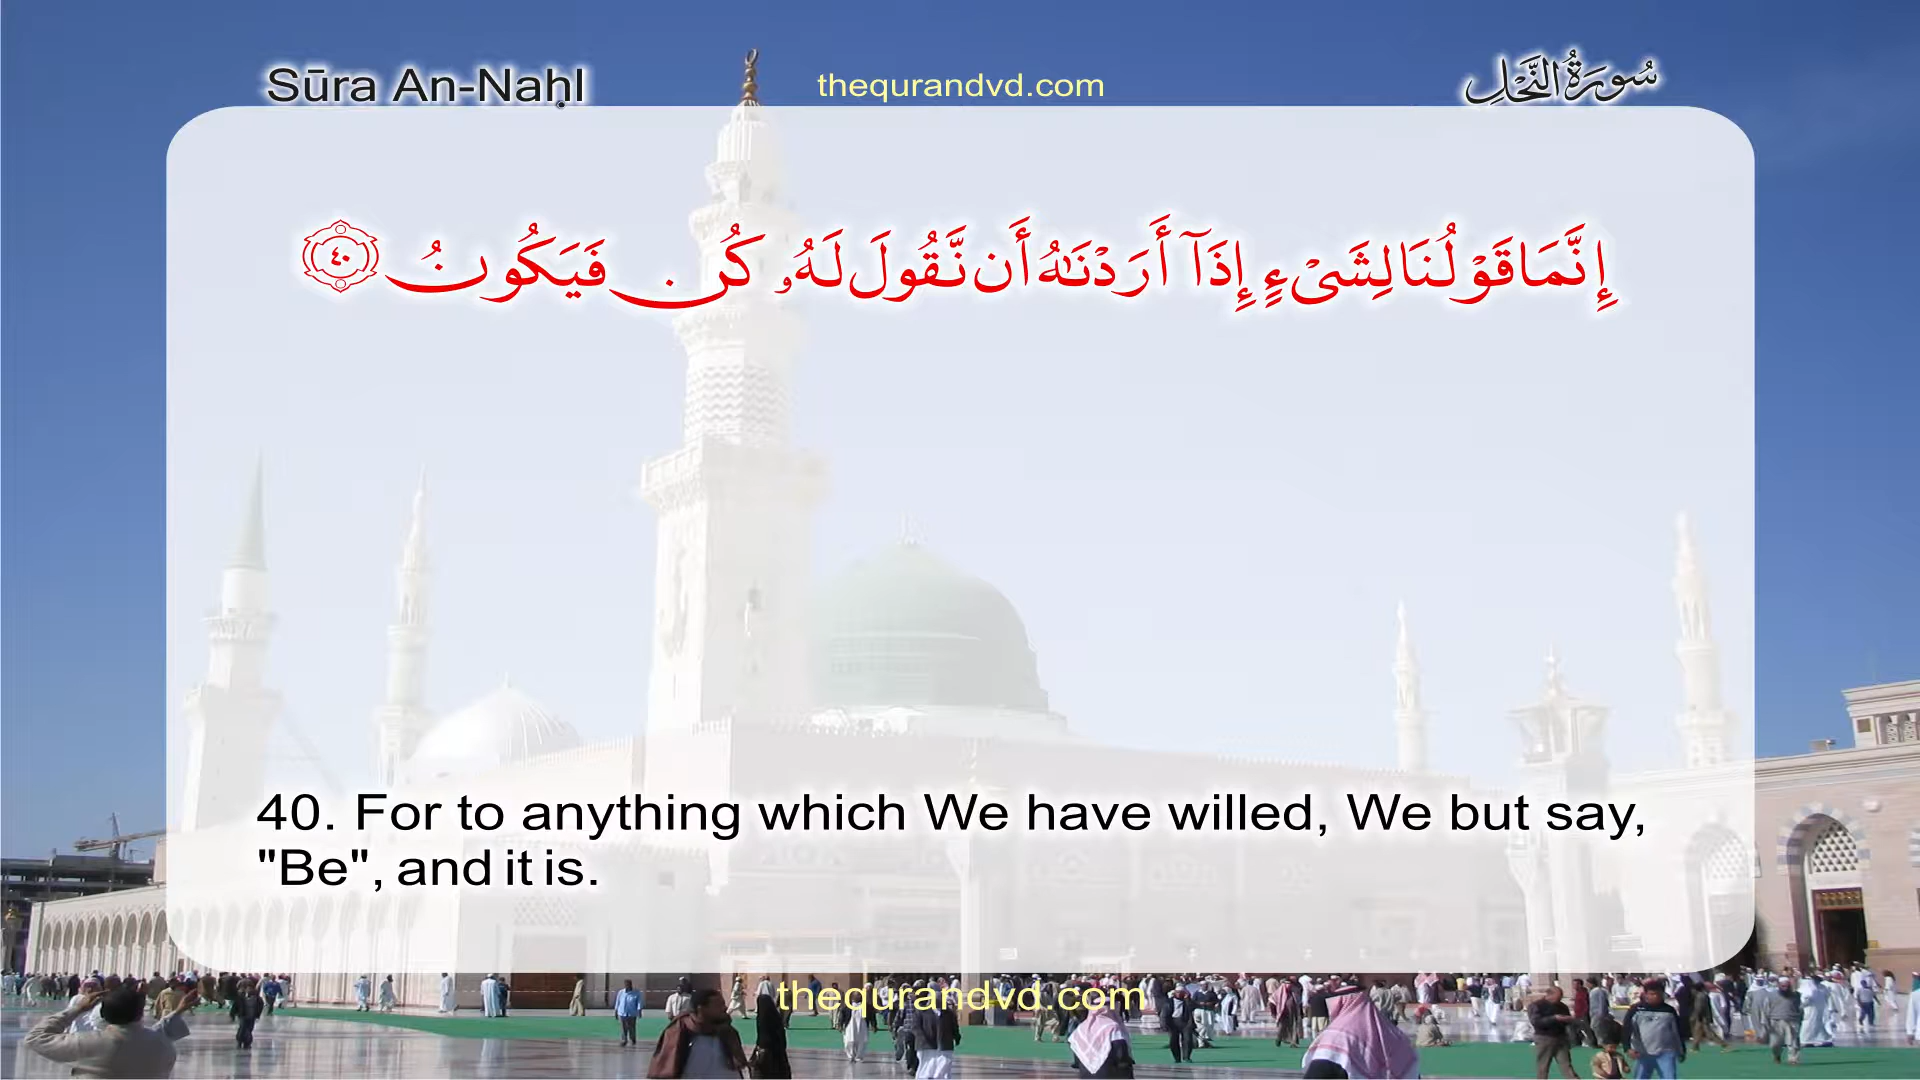 Sūra An-Naḥl
thequrandvd.com
سُورَةُ النَّحْلِ
إِنَّمَا قَوْلُنَا لِشَىْءٍ إِذَآ أَرَدْنَـٰهُ أَن نَّقُولَ لَهُۥ كُن فَيَكُونُ ٤٠
40. For to anything which We have willed, We but say,
"Be", and it is.
thequrandvd.com